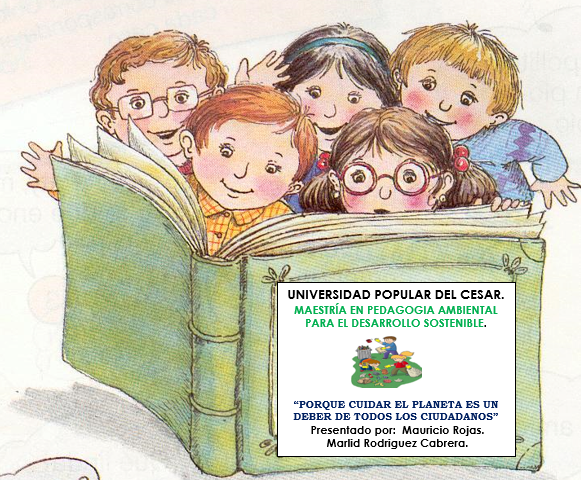 UNIVERSIDAD POPULAR DEL CESAR.
MAESTRÍA EN PEDAGOGIA AMBIENTAL
PARA EL DESARROLLO SOSTENIBLE.
“PORQUE CUIDAR EL PLANETA ES UN
DEBER DE TODOS LOS CIUDADANOS”
Presentado por: Mauricio Rojas.
Marlid Rodriguez Cabrera.